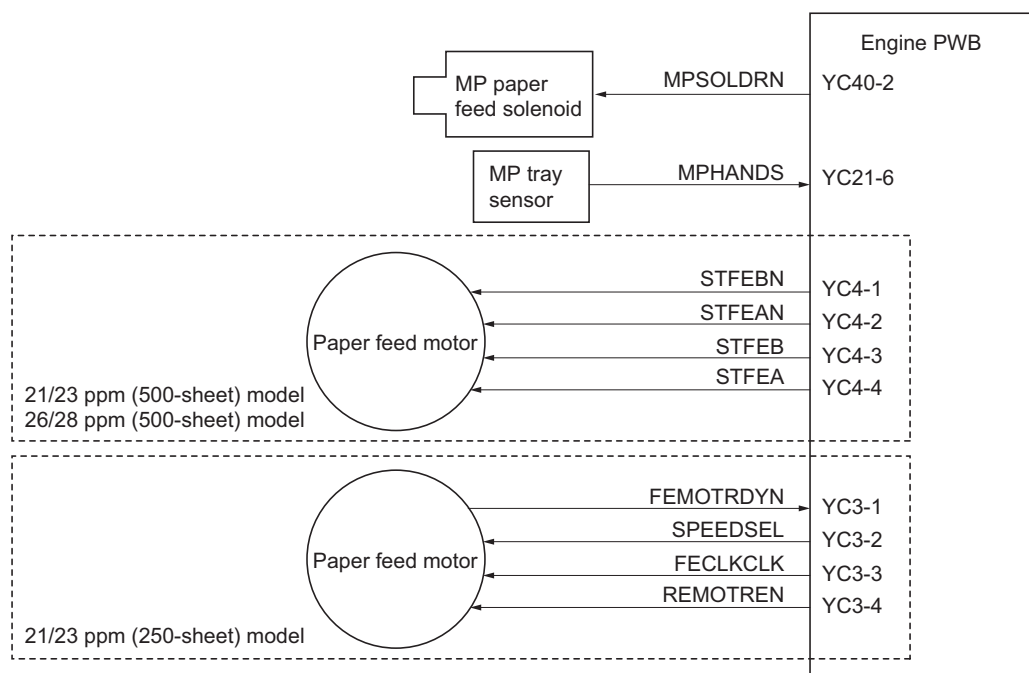 Engine PWB
MP paper
feed solenoid
MPSOLDRN
YC40-2
MP tray
sensor
MPHANDS
YC21-6
Paper feed motor
STFEBN
YC4-1
STFEAN
YC4-2
STFEB
YC4-3
STFEA
YC4-4
21/23 ppm (500-sheet) model
26/28 ppm (500-sheet) model
Paper feed motor
FEMOTRDYN
YC3-1
SPEEDSEL
YC3-2
FECLKCLK
YC3-3
REMOTREN
YC3-4
21/23 ppm (250-sheet) model